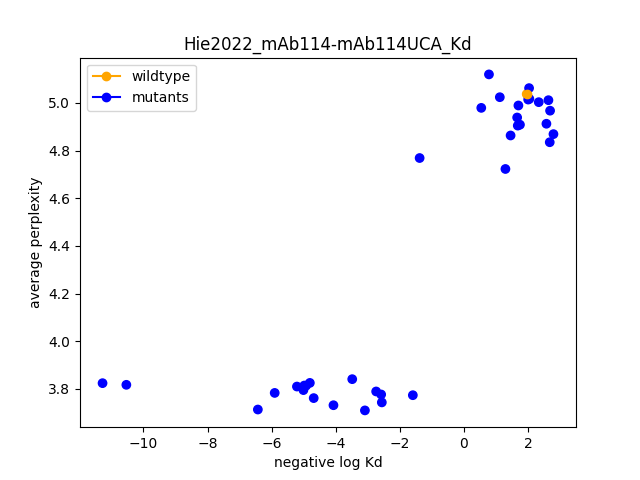 Hie2022_mAb114-mAb114UCA_Kd
wildtype
mutants
average perplexity
5.0
4.8
4.6
4.4
4.2
4.0
3.8
−10
−8
−6
−4
−2
0
2
negative log Kd